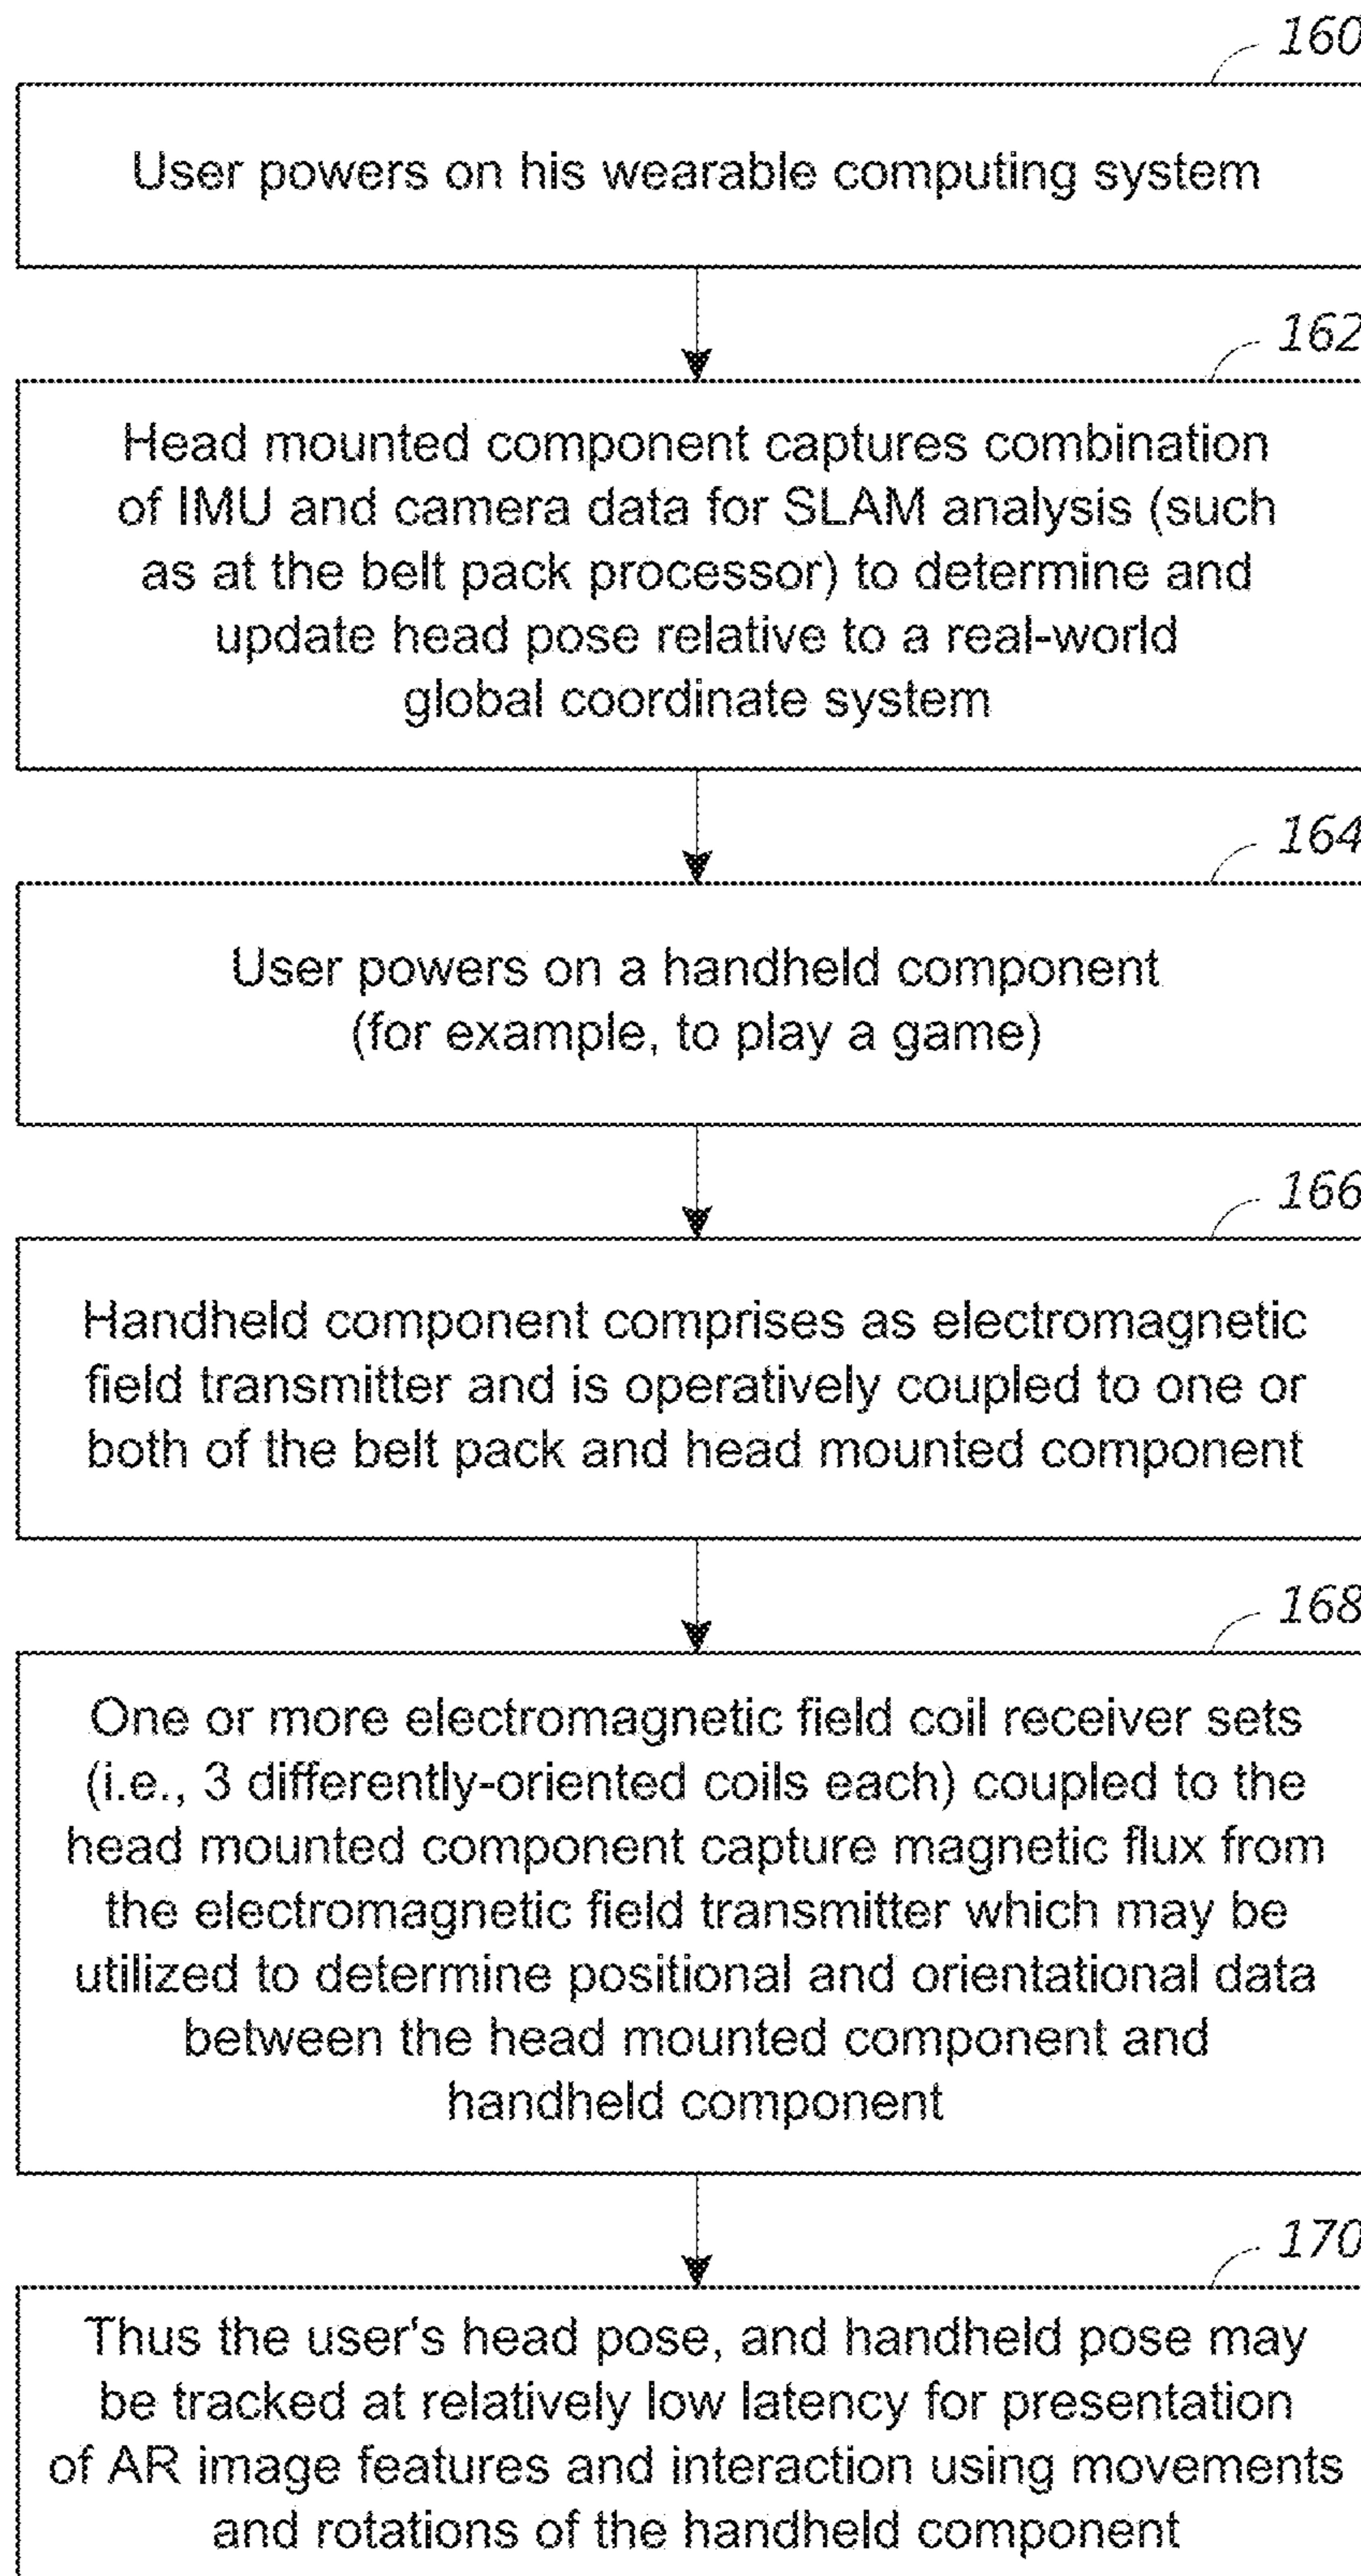 160
User powers on his wearable computing system
162
Head mounted component captures combination
of IMU and camera data for SLAM analysis (such
as at the belt pack processor) to determine and
update head pose relative to a real-world
global coordinate system
164
User powers on a handheld component
(for example, to play a game)
166
Handheld component comprises as electromagnetic
field transmitter and is operatively coupled to one or
both of the belt pack and head mounted component
168
One or more electromagnetic field coil receiver sets
(i.e., 3 differently-oriented coils each) coupled to the
head mounted component capture magnetic flux from
the electromagnetic field transmitter which may be
utilized to determine positional and orientational data
between the head mounted component and
handheld component
170
Thus the user's head pose, and handheld pose may
be tracked at relatively low latency for presentation
of AR image features and interaction using movements
and rotations of the handheld component